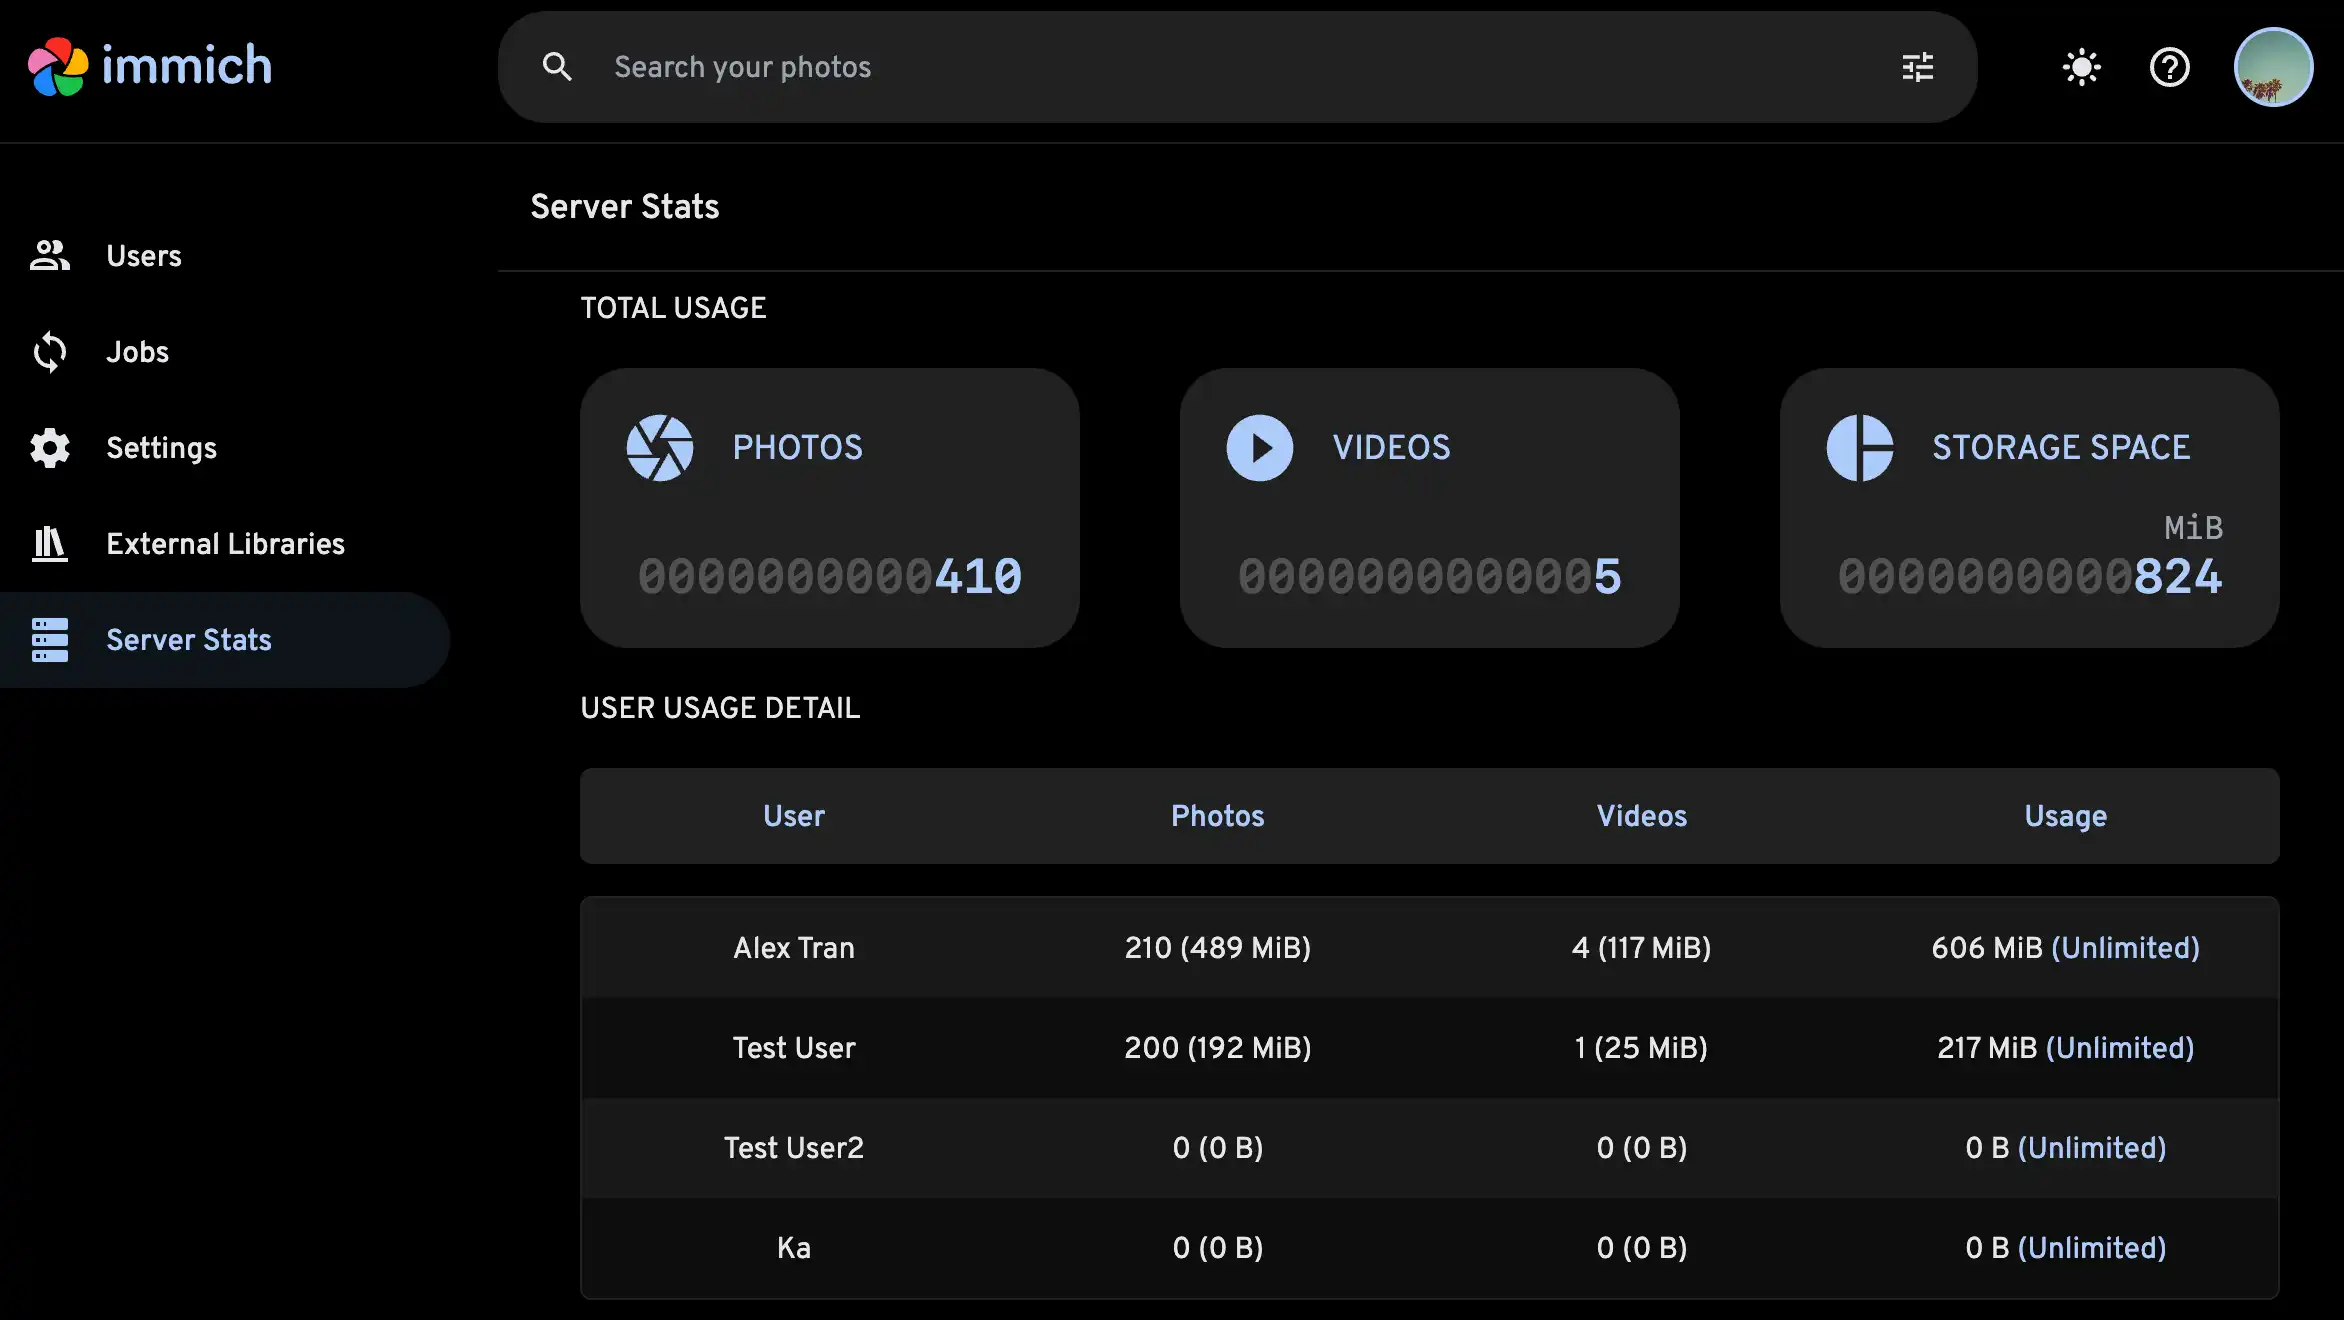 immich
Search your photos
Server Stats
Users
Jobs
Settings
External Libraries
Server Stats
TOTAL USAGE
PHOTOS
0000000000410
VIDEOS
0000000000005
STORAGE SPACE
MiB
0000000000824
USER USAGE DETAIL
User Photos Videos Usage
Alex Tran 210 (489 MiB) 4 (117 MiB) 606 MiB (Unlimited)
Test User 200 (192 MiB) 1 (25 MiB) 217 MiB (Unlimited)
Test User2 0 (0 B) 0 (0 B) 0 B (Unlimited)
Ka 0 (0 B) 0 (0 B) 0 B (Unlimited)